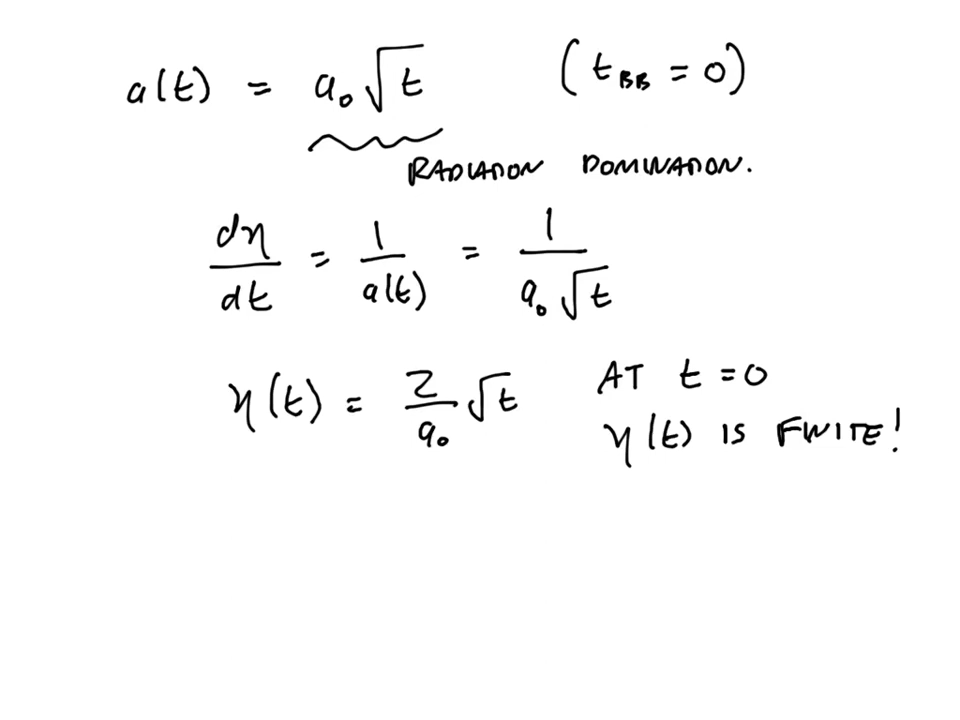 a(t) = a₀√t (t_BB = 0)
RADIATION DOMINATION.
dη/dt = 1/a(t) = 1/(a₀√t)
η(t) = 2/a₀ √t AT t = 0
η(t) IS FINITE!